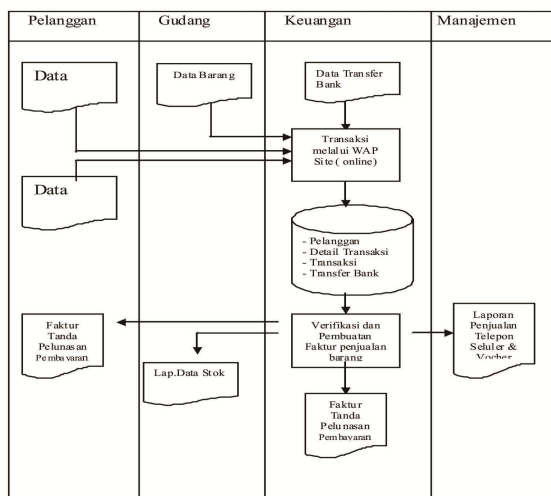 Pelanggan
Gudang
Keuangan
Manajemen
Data
Data Barang
Data Transfer
Bank
Transaksi
melalui WAP
Site ( online)
Data
- Pelanggan
- Detail Transaksi
- Transaksi
- Transfer Bank
Faktur
Tanda
Pelunasan
Pembayaran
Verifikasi dan
Pembuatan
Faktur penjualan
barang
Laporan
Penjualan
Telepon
Seluler &
Vocher
Lap.Data Stok
Faktur
Tanda
Pelunasan
Pembayaran